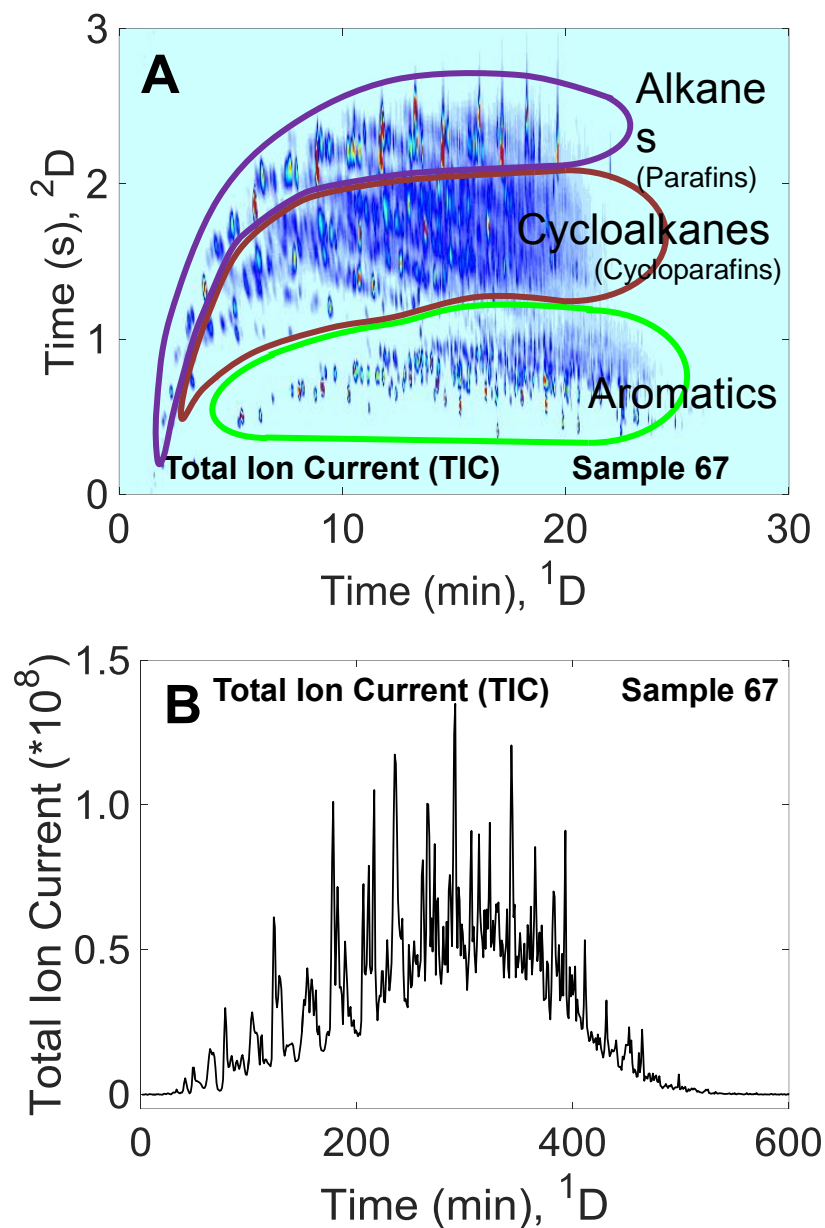 A
Alkane
s
(Parafins)
Cycloalkanes
(Cycloparafins)
Aromatics
Total Ion Current (TIC) Sample 67
3
2
1
0
Time (s), ²D
0 10 20 30
Time (min), ¹D
B
Total Ion Current (TIC) Sample 67
1.5
1.0
0.5
0
Total Ion Current (*10⁸)
0 200 400 600
Time (min), ¹D